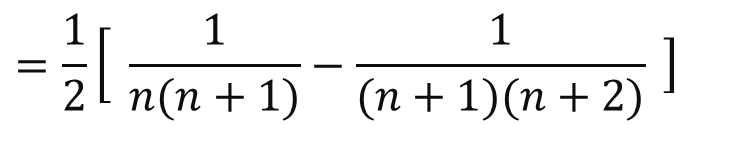 = 1/2 [ 1/n(n + 1) − 1/(n + 1)(n + 2) ]